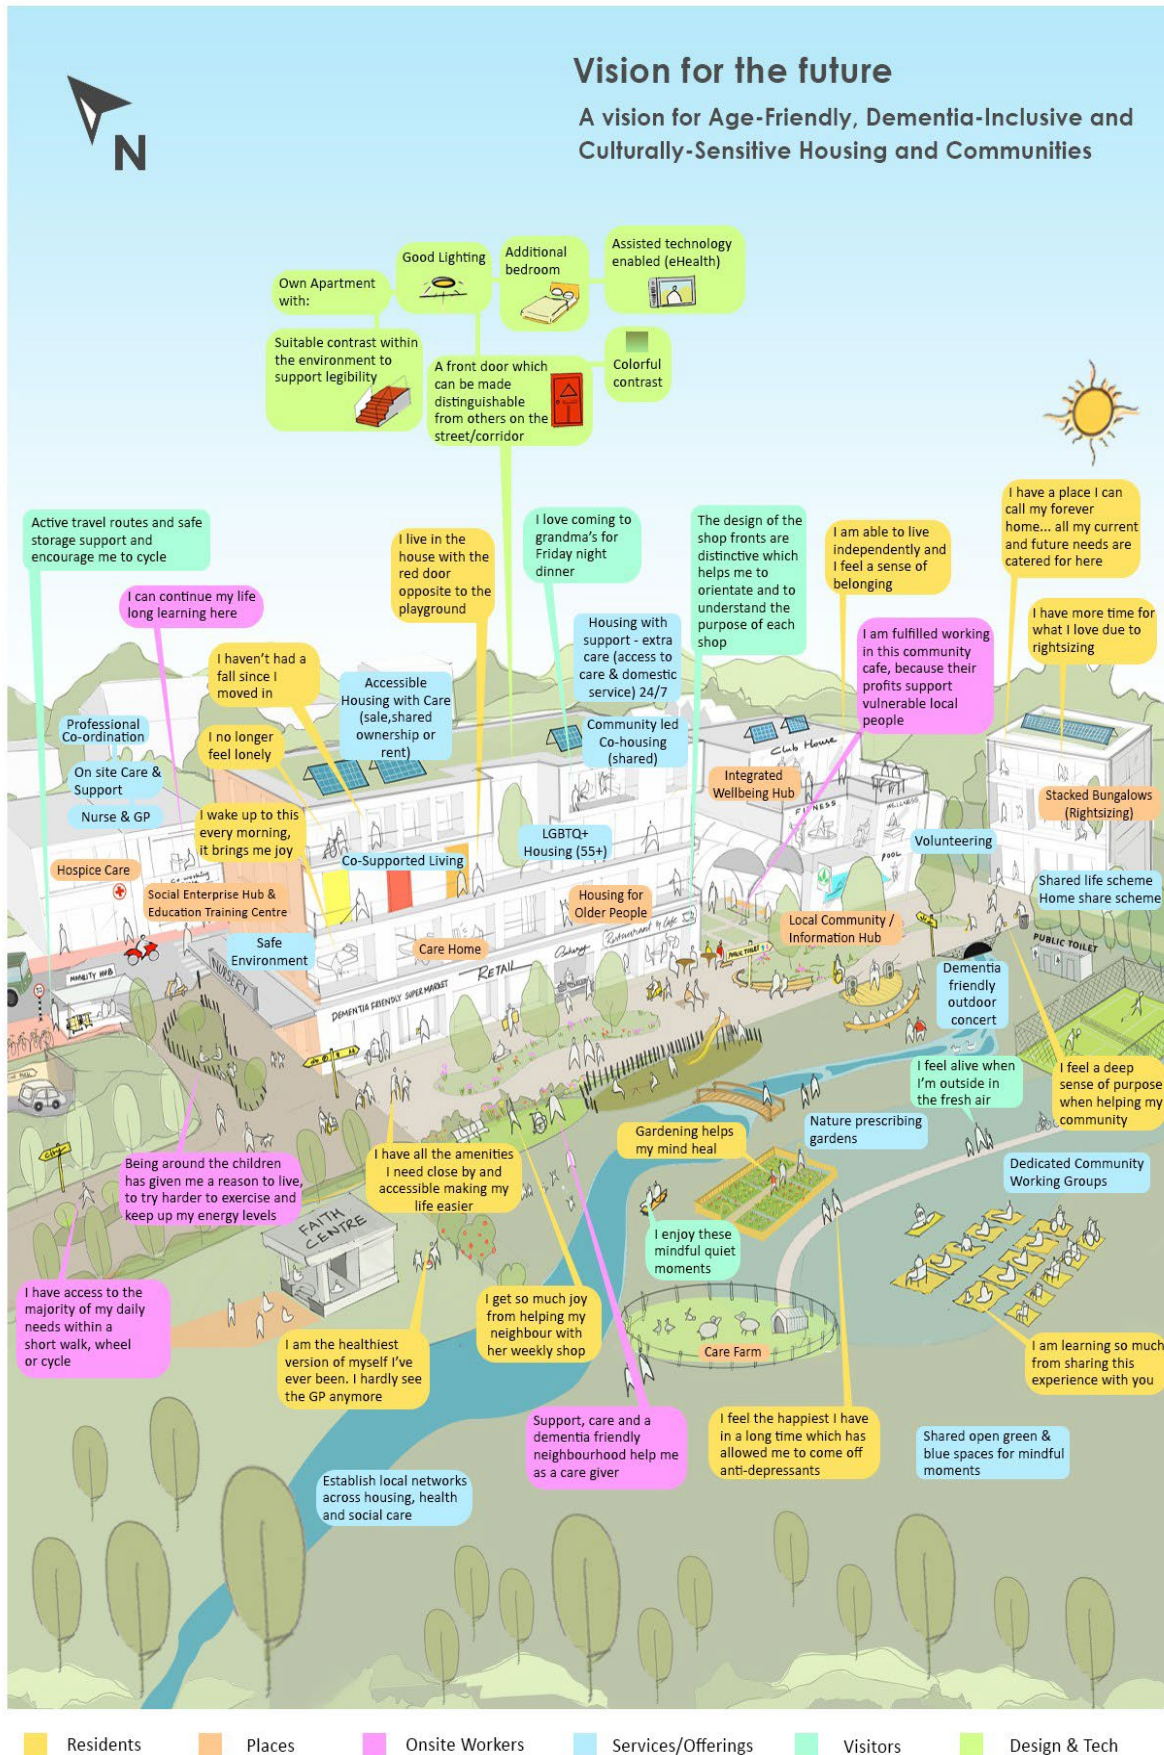 Vision for the future
A vision for Age-Friendly, Dementia-Inclusive and
Culturally-Sensitive Housing and Communities
N
Own Apartment
with:
Good Lighting
Additional
bedroom
Assisted technology
enabled (eHealth)
Suitable contrast within
the environment to
support legibility
A front door which
can be made
distinguishable
from others on the
street/corridor
Colorful
contrast
Active travel routes and safe
storage support and
encourage me to cycle
I can continue my life
long learning here
I haven't had a
fall since I
moved in
I live in the
house with the
red door
opposite to the
playground
I love coming to
grandma's for
Friday night
dinner
The design of the
shop fronts are
distinctive which
helps me to
orientate and to
understand the
purpose of each
shop
I am able to live
independently and
I feel a sense of
belonging
I have a place I can
call my forever
home... all my current
and future needs are
catered for here
I have more time for
what I love due to
rightsizing
I am fulfilled working
in this community
cafe, because their
profits support
vulnerable local
people
Housing with
support - extra
care (access to
care & domestic
service) 24/7
Accessible
Housing with Care
(sale,shared
ownership or
rent)
Community led
Co-housing
(shared)
Professional
Co-ordination
On site Care &
Support
Nurse & GP
I no longer
feel lonely
I wake up to this
every morning,
it brings me joy
Club House
Integrated
Wellbeing Hub
FITNESS
WELLNESS
POOL
Stacked Bungalows
(Rightsizing)
Hospice Care
Social Enterprise Hub &
Education Training Centre
Co-Supported Living
LGBTQ+
Housing (55+)
Volunteering
Shared life scheme
Home share scheme
Housing for
Older People
Local Community /
Information Hub
Safe
Environment
Care Home
NURSERY
MOBILITY HUB
DEMENTIA FRIENDLY SUPERMARKET
RETAIL
Bakery
Restaurant & Cafe
PUBLIC TOILET
PUBLIC TOILET
Dementia
friendly
outdoor
concert
I feel alive when
I'm outside in
the fresh air
I feel a deep
sense of purpose
when helping my
community
Nature prescribing
gardens
Gardening helps
my mind heal
Dedicated Community
Working Groups
City
Being around the children
has given me a reason to live,
to try harder to exercise and
keep up my energy levels
I have all the amenities
I need close by and
accessible making my
life easier
FAITH
CENTRE
I enjoy these
mindful quiet
moments
I have access to the
majority of my daily
needs within a
short walk, wheel
or cycle
I am the healthiest
version of myself I've
ever been. I hardly see
the GP anymore
I get so much joy
from helping my
neighbour with
her weekly shop
Care Farm
I am learning so much
from sharing this
experience with you
Support, care and a
dementia friendly
neighbourhood help me
as a care giver
I feel the happiest I have
in a long time which has
allowed me to come off
anti-depressants
Shared open green &
blue spaces for mindful
moments
Establish local networks
across housing, health
and social care
Residents
Places
Onsite Workers
Services/Offerings
Visitors
Design & Tech